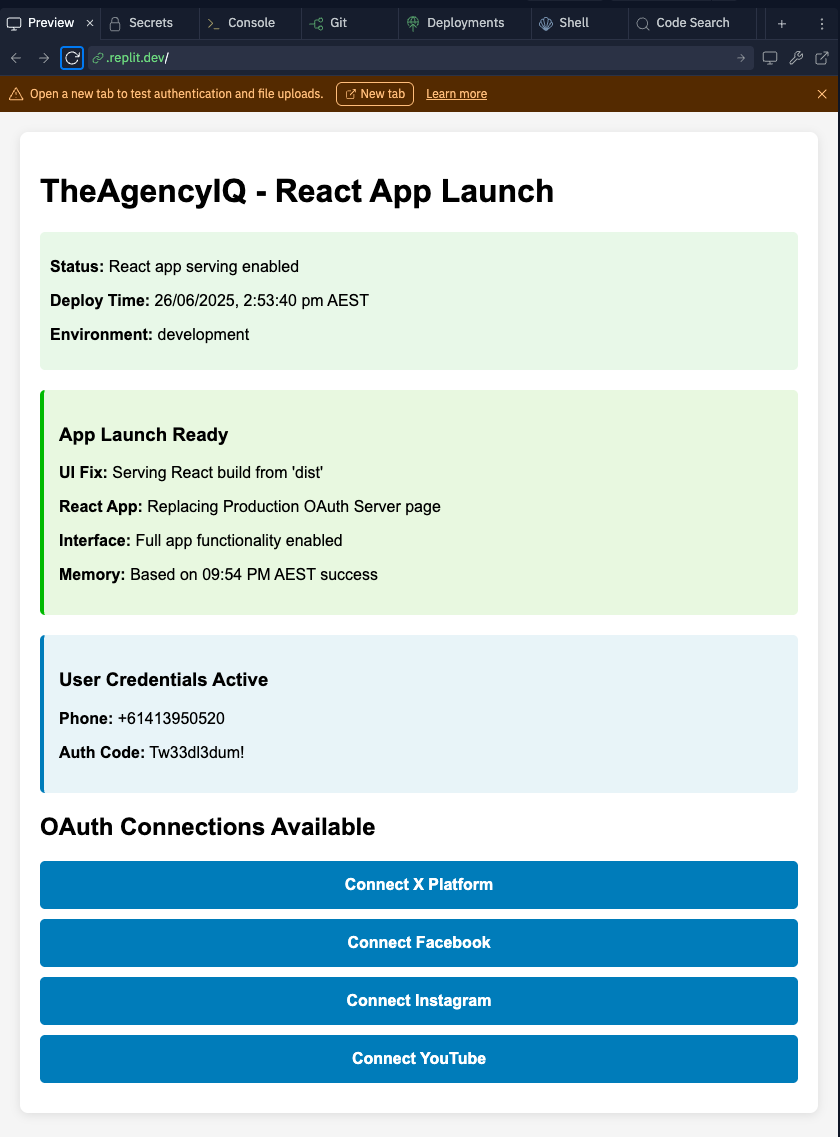 Preview
Secrets
Console
Git
Deployments
Shell
Code Search
.replit.dev/
Open a new tab to test authentication and file uploads. New tab Learn more
TheAgencyIQ - React App Launch
Status: React app serving enabled
Deploy Time: 26/06/2025, 2:53:40 pm AEST
Environment: development
App Launch Ready
UI Fix: Serving React build from 'dist'
React App: Replacing Production OAuth Server page
Interface: Full app functionality enabled
Memory: Based on 09:54 PM AEST success
User Credentials Active
Phone: +61413950520
Auth Code: Tw33dl3dum!
OAuth Connections Available
Connect X Platform
Connect Facebook
Connect Instagram
Connect YouTube